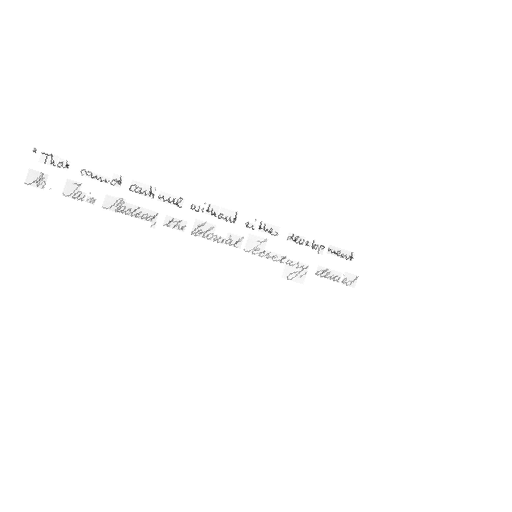 "That cannot continue without either development
Mr. Iain Macleod, the Colonial Secretary, denied